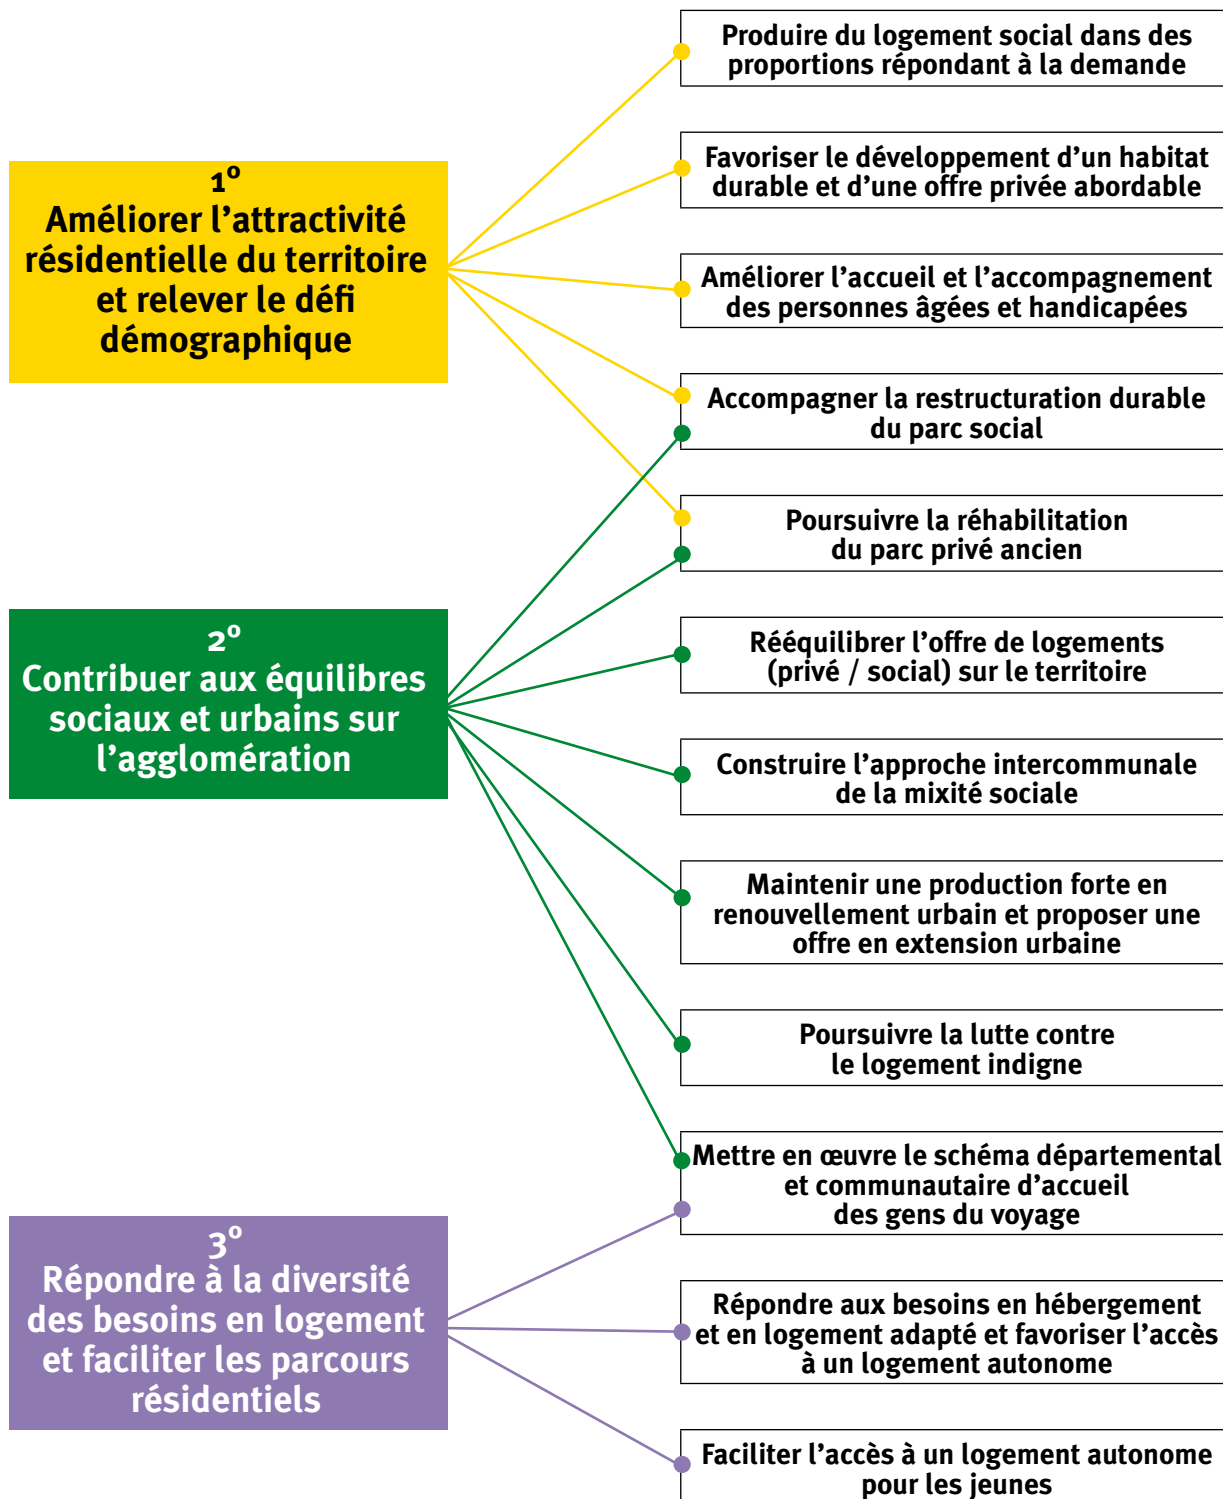 1º
Améliorer l’attractivité
résidentielle du territoire
et relever le défi
démographique
2º
Contribuer aux équilibres
sociaux et urbains sur
l’agglomération
3º
Répondre à la diversité
des besoins en logement
et faciliter les parcours
résidentiels
Produire du logement social dans des
proportions répondant à la demande
Favoriser le développement d’un habitat
durable et d’une offre privée abordable
Améliorer l’accueil et l’accompagnement
des personnes âgées et handicapées
Accompagner la restructuration durable
du parc social
Poursuivre la réhabilitation
du parc privé ancien
Rééquilibrer l’offre de logements
(privé / social) sur le territoire
Construire l’approche intercommunale
de la mixité sociale
Maintenir une production forte en
renouvellement urbain et proposer une
offre en extension urbaine
Poursuivre la lutte contre
le logement indigne
Mettre en œuvre le schéma départemental
et communautaire d’accueil
des gens du voyage
Répondre aux besoins en hébergement
et en logement adapté et favoriser l’accès
à un logement autonome
Faciliter l’accès à un logement autonome
pour les jeunes